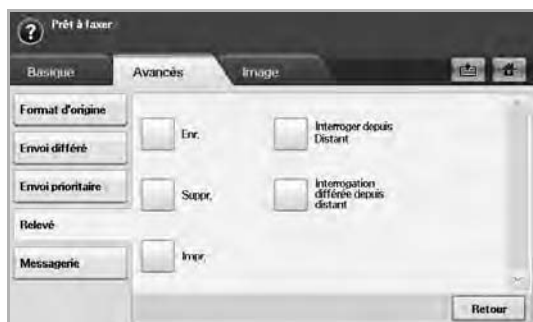 ?
Prêt à faxer
Basique
Avancés
Image
Format d'origine
Envoi différé
Envoi prioritaire
Relevé
Messagerie
Enr.
Interroger depuis
Distant
Suppr.
Interrogation
différée depuis
distant
Impr.
Retour